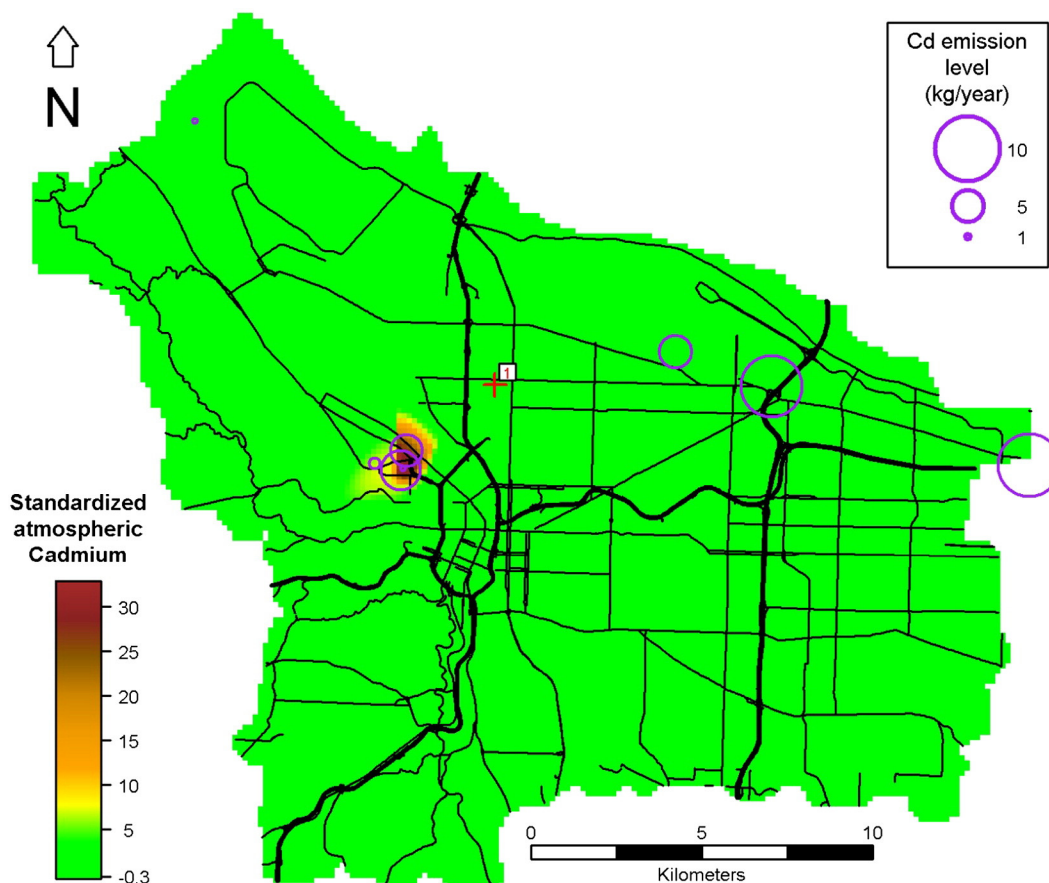 N
Cd emission
level
(kg/year)
10
5
1
1
Standardized
atmospheric
Cadmium
30
25
20
15
10
5
-0.3
0
5
10
Kilometers